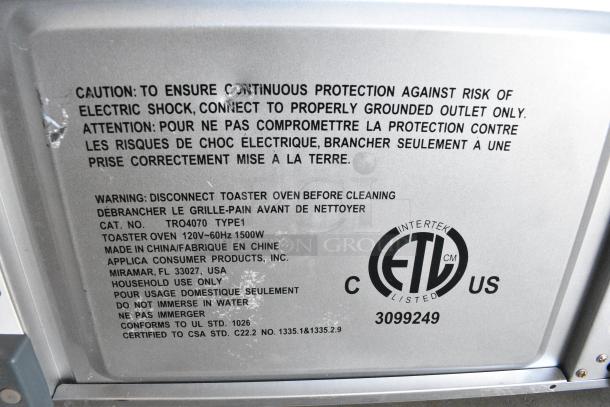 CAUTION: TO ENSURE CONTINUOUS PROTECTION AGAINST RISK OF
ELECTRIC SHOCK, CONNECT TO PROPERLY GROUNDED OUTLET ONLY.
ATTENTION: POUR NE PAS COMPROMETTRE LA PROTECTION CONTRE
LES RISQUES DE CHOC ÉLECTRIQUE, BRANCHER SEULEMENT A UNE
PRISE CORRECTEMENT MISE À LA TERRE.
WARNING: DISCONNECT TOASTER OVEN BEFORE CLEANING
DÉBRANCHER LE GRILLE-PAIN AVANT DE NETTOYER
CAT. NO. TRO4070 TYPE1
TOASTER OVEN 120V~60Hz 1500W
MADE IN CHINA/FABRIQUÉ EN CHINE
APPLICA CONSUMER PRODUCTS, INC.
MIRAMAR, FL 33027, USA
HOUSEHOLD USE ONLY
POUR USAGE DOMESTIQUE SEULEMENT
DO NOT IMMERSE IN WATER
NE PAS IMMERGER
CONFORMS TO UL STD. 1026
CERTIFIED TO CSA STD. C22.2 NO. 1335.1&1335.2.9
INTERTEK
C ETL CM US
LISTED
3099249